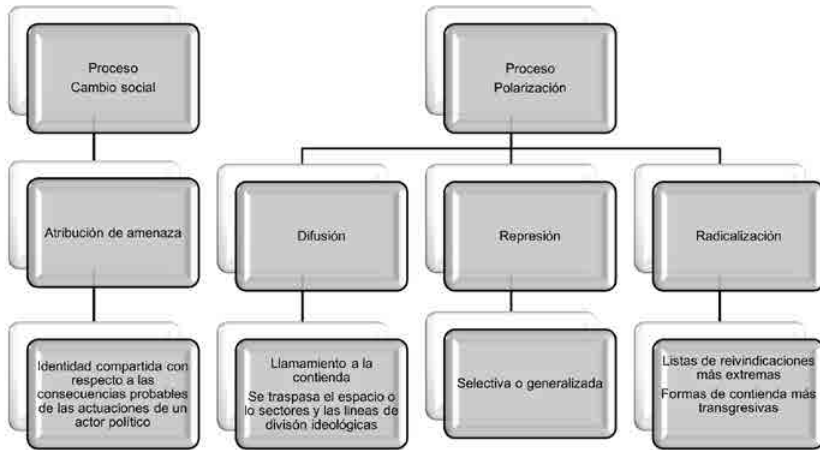 Proceso
Cambio social
Proceso
Polarización
Atribución de amenaza
Difusión
Represión
Radicalización
Identidad compartida con
respecto a las
consecuencias probables
de las actuaciones de un
actor político
Llamamiento a la
contienda
Se traspasa el espacio o
lo sectores y las lineas de
divisón ideológicas
Selectiva o generalizada
Listas de reivindicaciones
más extremas
Formas de contienda más
transgresivas